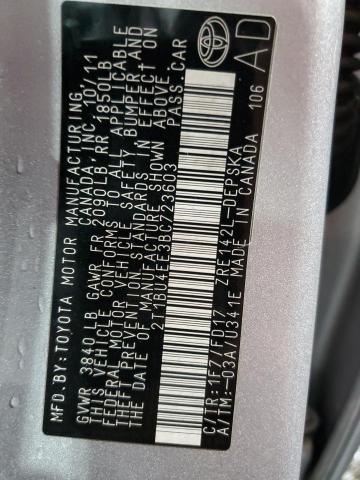 MFD BY: TOYOTA MOTOR MANUFACTURING
CANADA, INC. 10/11
GVWR 3840 LB GAWR FR 2090 LB RR 1850LB
THIS VEHICLE CONFORMS TO ALL APPLICABLE
FEDERAL MOTOR VEHICLE SAFETY, BUMPER AND
THEFT PREVENTION STANDARDS IN EFFECT ON
THE DATE OF MANUFACTURE SHOWN ABOVE.
2T1BU4EE3BC723603 PASS. CAR
C/TR: 1F7/FD17 ZRE142L-DEPSKA
A/TM: -03A/U341E MADE IN CANADA
106
AD
TOYOTA